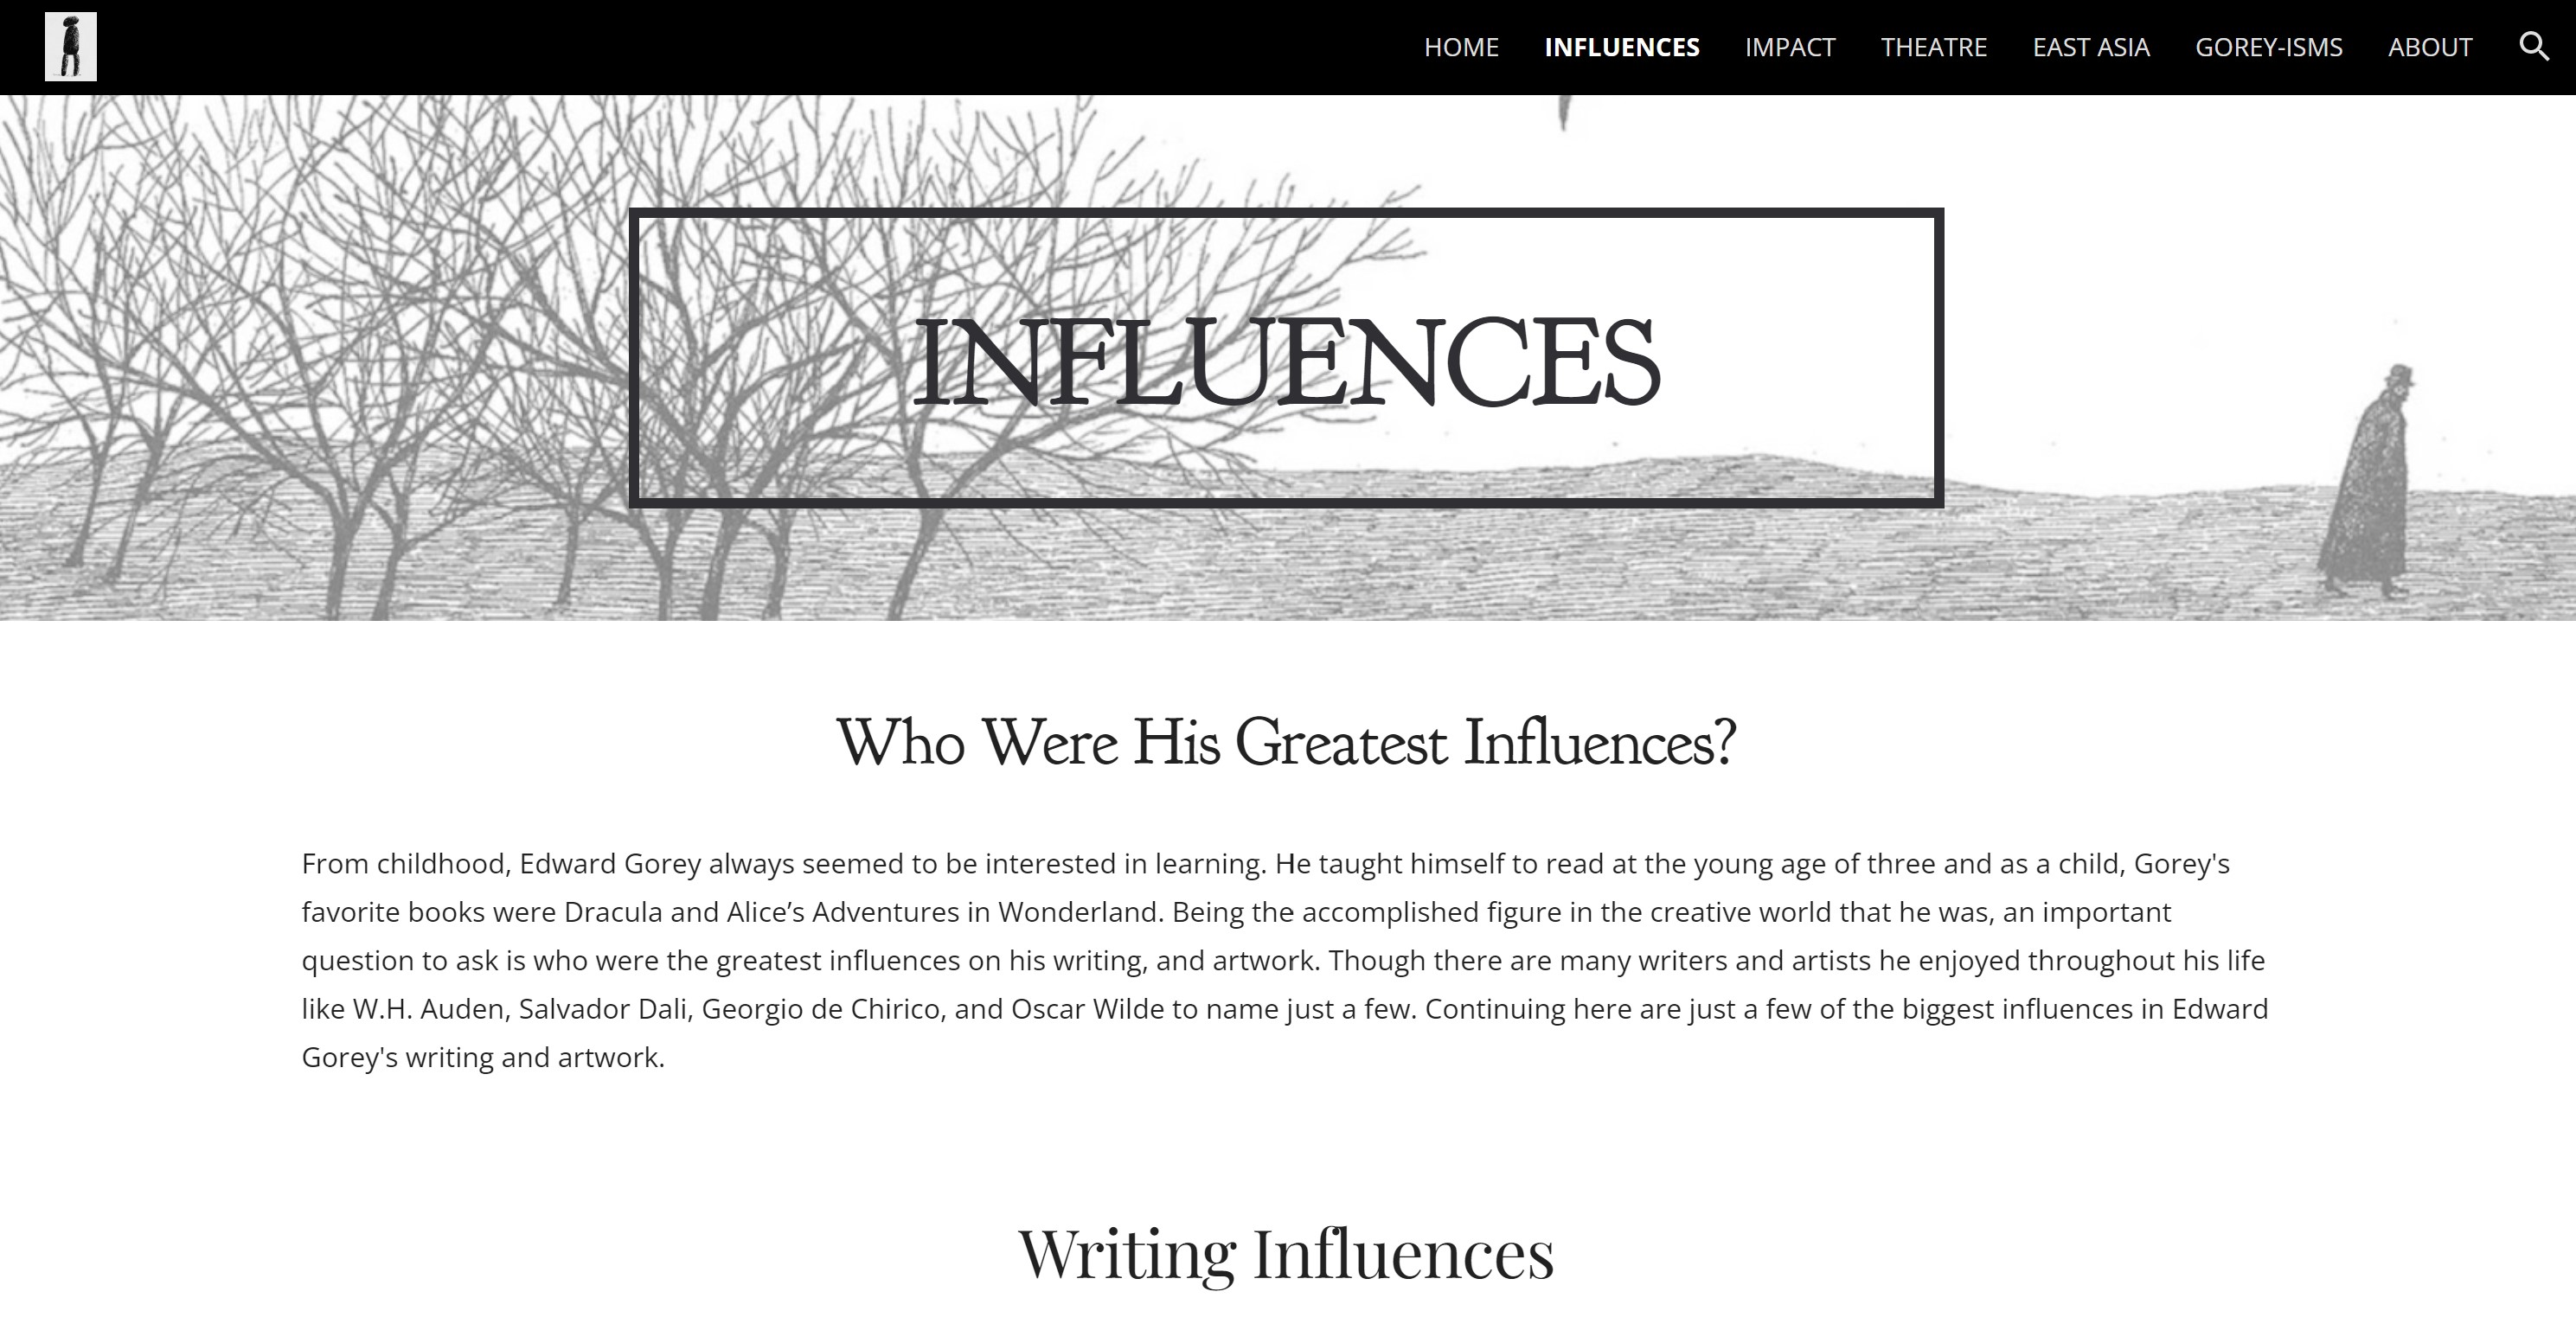 HOME INFLUENCES IMPACT THEATRE EAST ASIA GOREY-ISMS ABOUT
INFLUENCES
Who Were His Greatest Influences?
From childhood, Edward Gorey always seemed to be interested in learning. He taught himself to read at the young age of three and as a child, Gorey's
favorite books were Dracula and Alice’s Adventures in Wonderland. Being the accomplished figure in the creative world that he was, an important
question to ask is who were the greatest influences on his writing, and artwork. Though there are many writers and artists he enjoyed throughout his life
like W.H. Auden, Salvador Dali, Georgio de Chirico, and Oscar Wilde to name just a few. Continuing here are just a few of the biggest influences in Edward
Gorey's writing and artwork.
Writing Influences